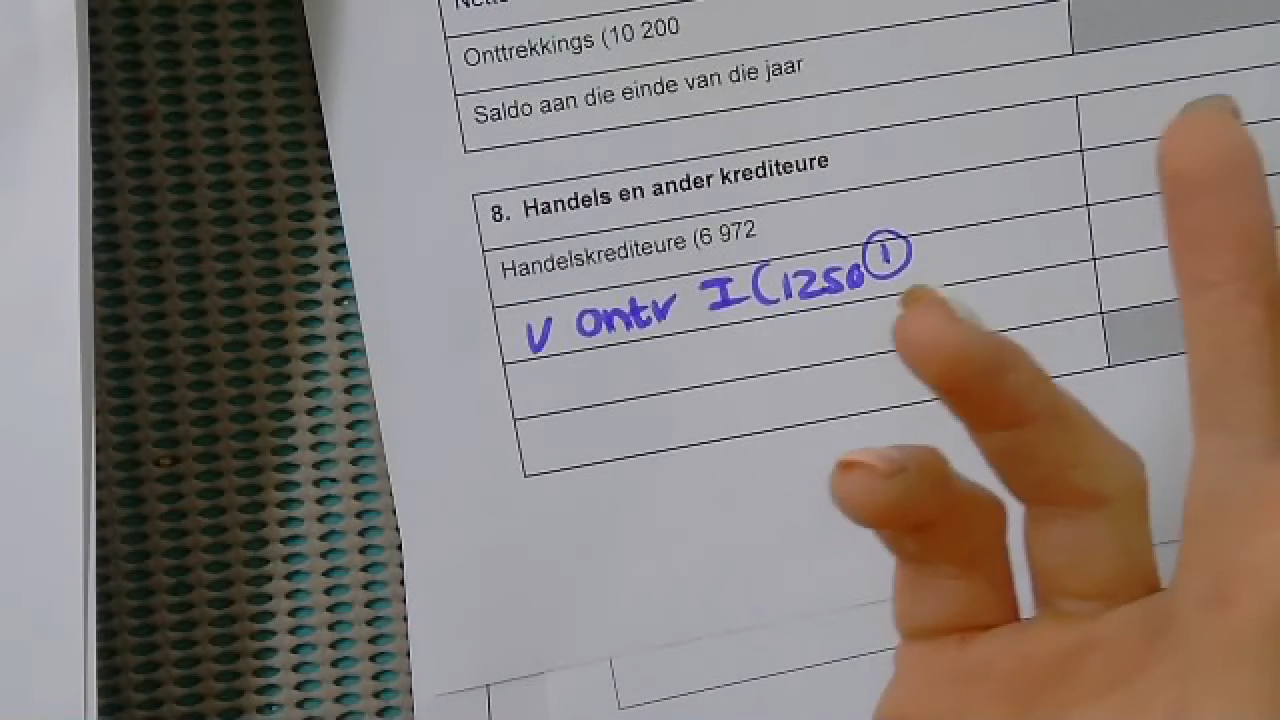 Onttrekkings (10 200
Saldo aan die einde van die jaar
8. Handels en ander krediteure
Handelskrediteure (6 972
V ontv I (1250 ①